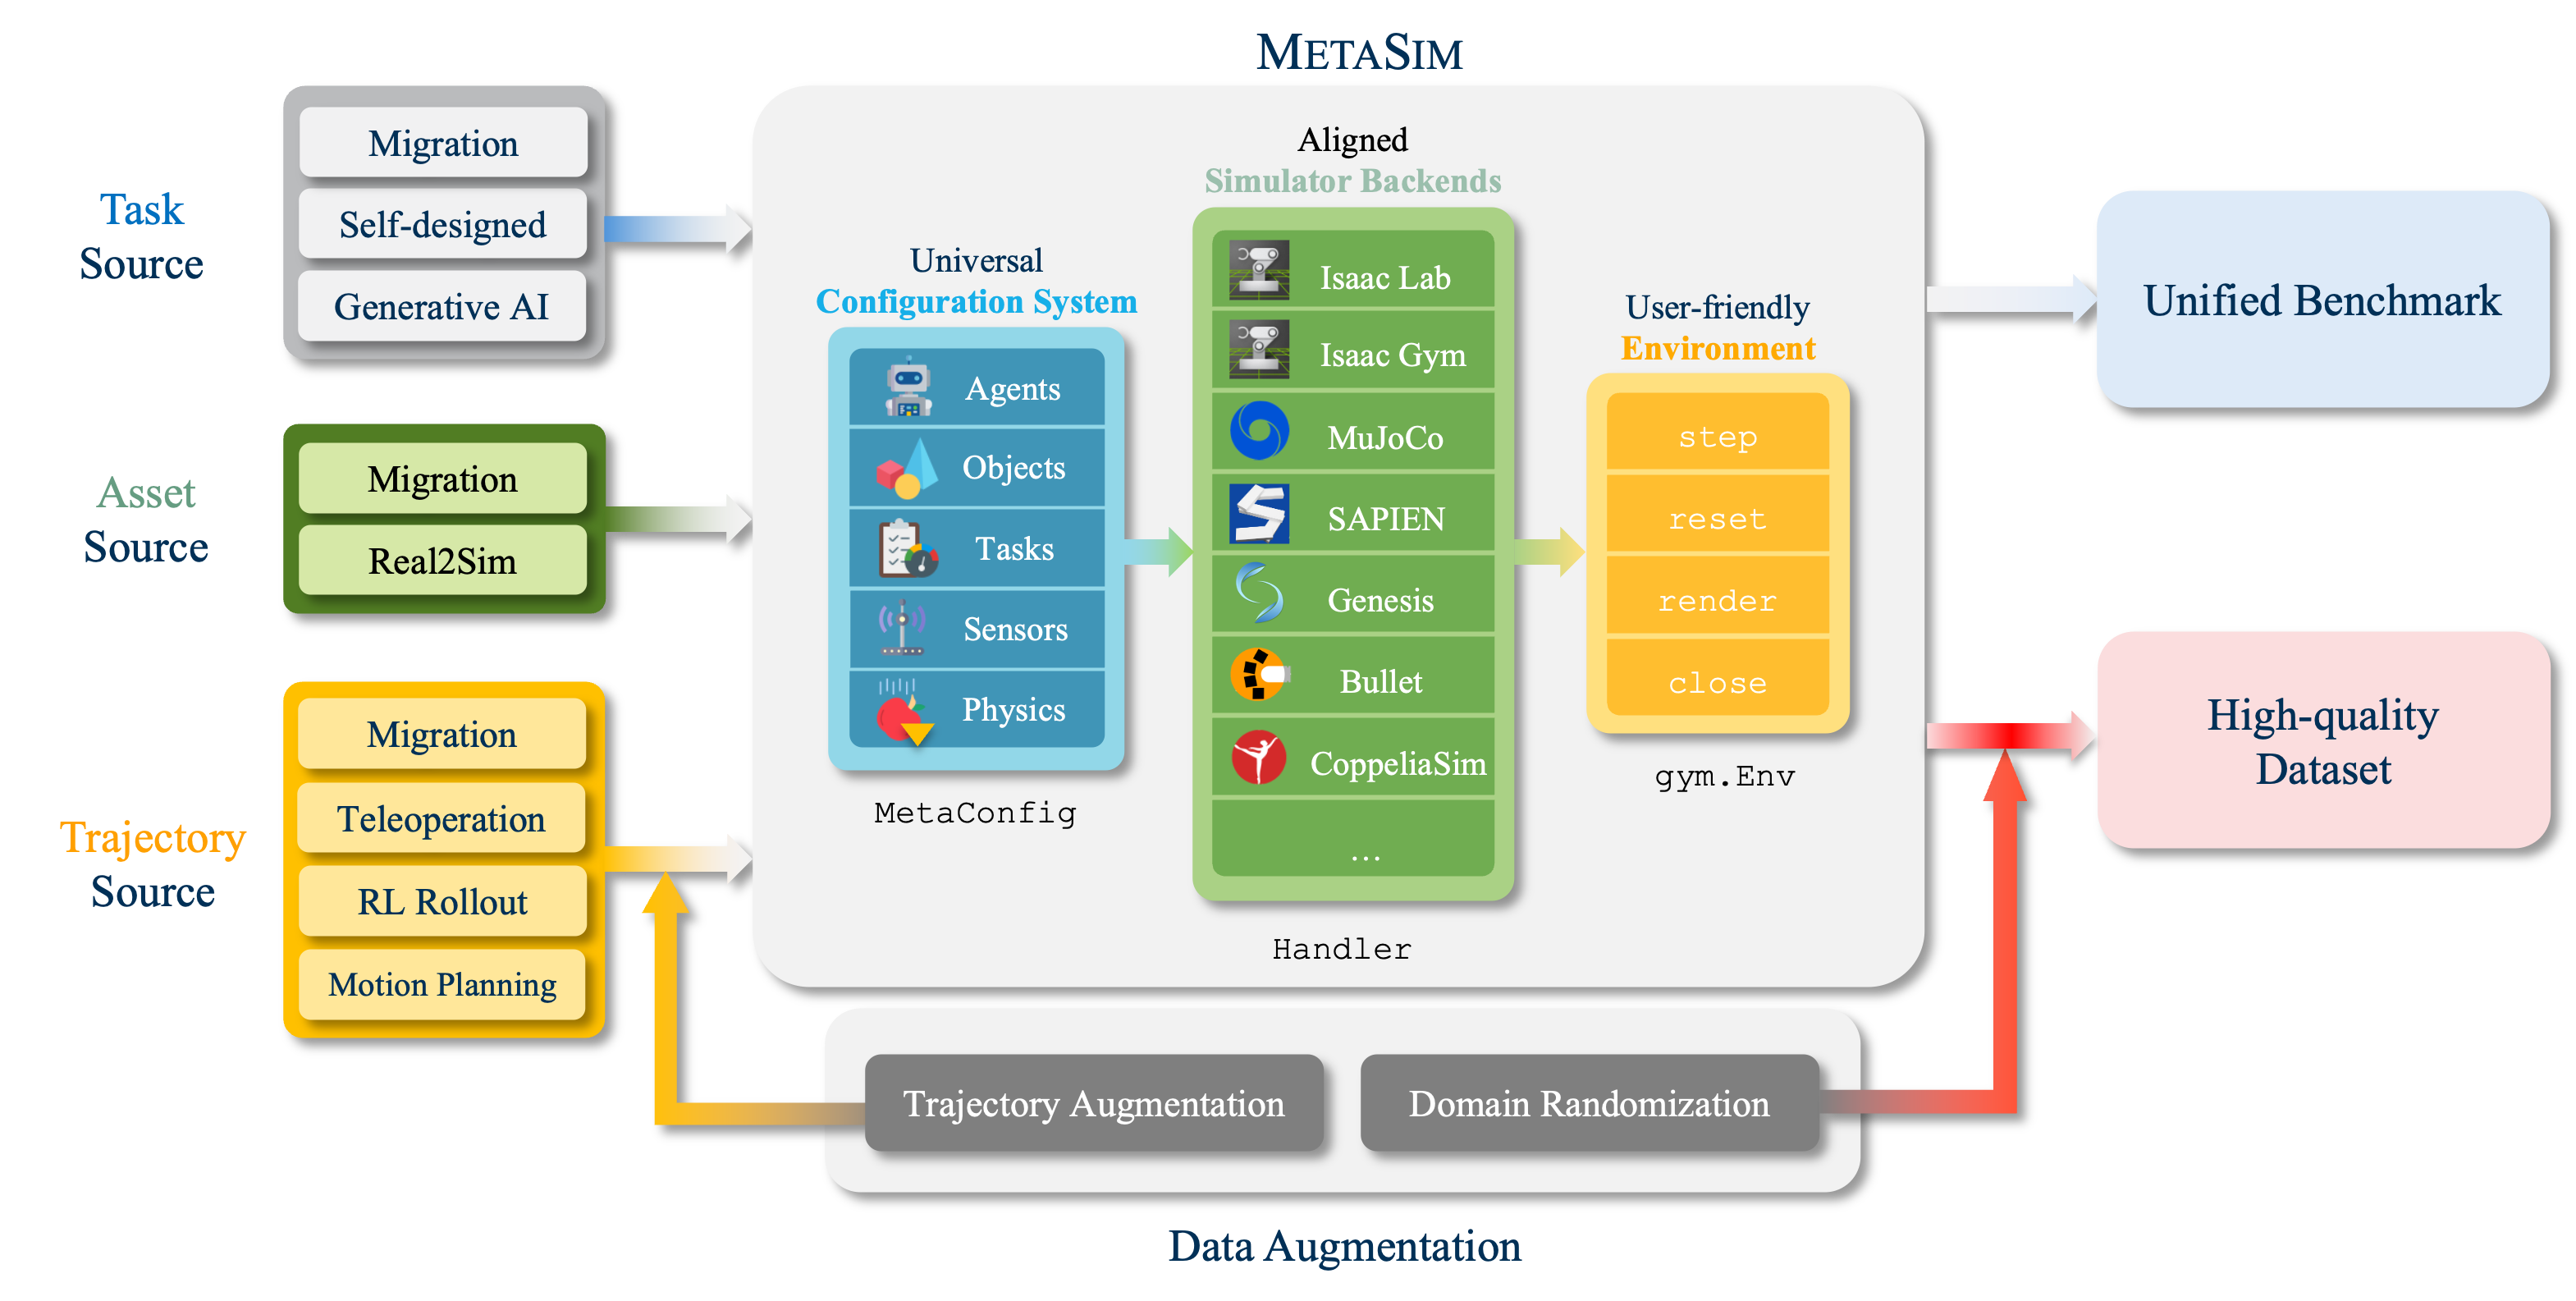 METASIM
Task
Source
Migration
Self-designed
Generative AI
Asset
Source
Migration
Real2Sim
Trajectory
Source
Migration
Teleoperation
RL Rollout
Motion Planning
Universal
Configuration System
Agents
Objects
Tasks
Sensors
Physics
MetaConfig
Aligned
Simulator Backends
Isaac Lab
Isaac Gym
MuJoCo
SAPIEN
Genesis
Bullet
CoppeliaSim
...
Handler
User-friendly
Environment
step
reset
render
close
gym.Env
Unified Benchmark
High-quality
Dataset
Trajectory Augmentation
Domain Randomization
Data Augmentation